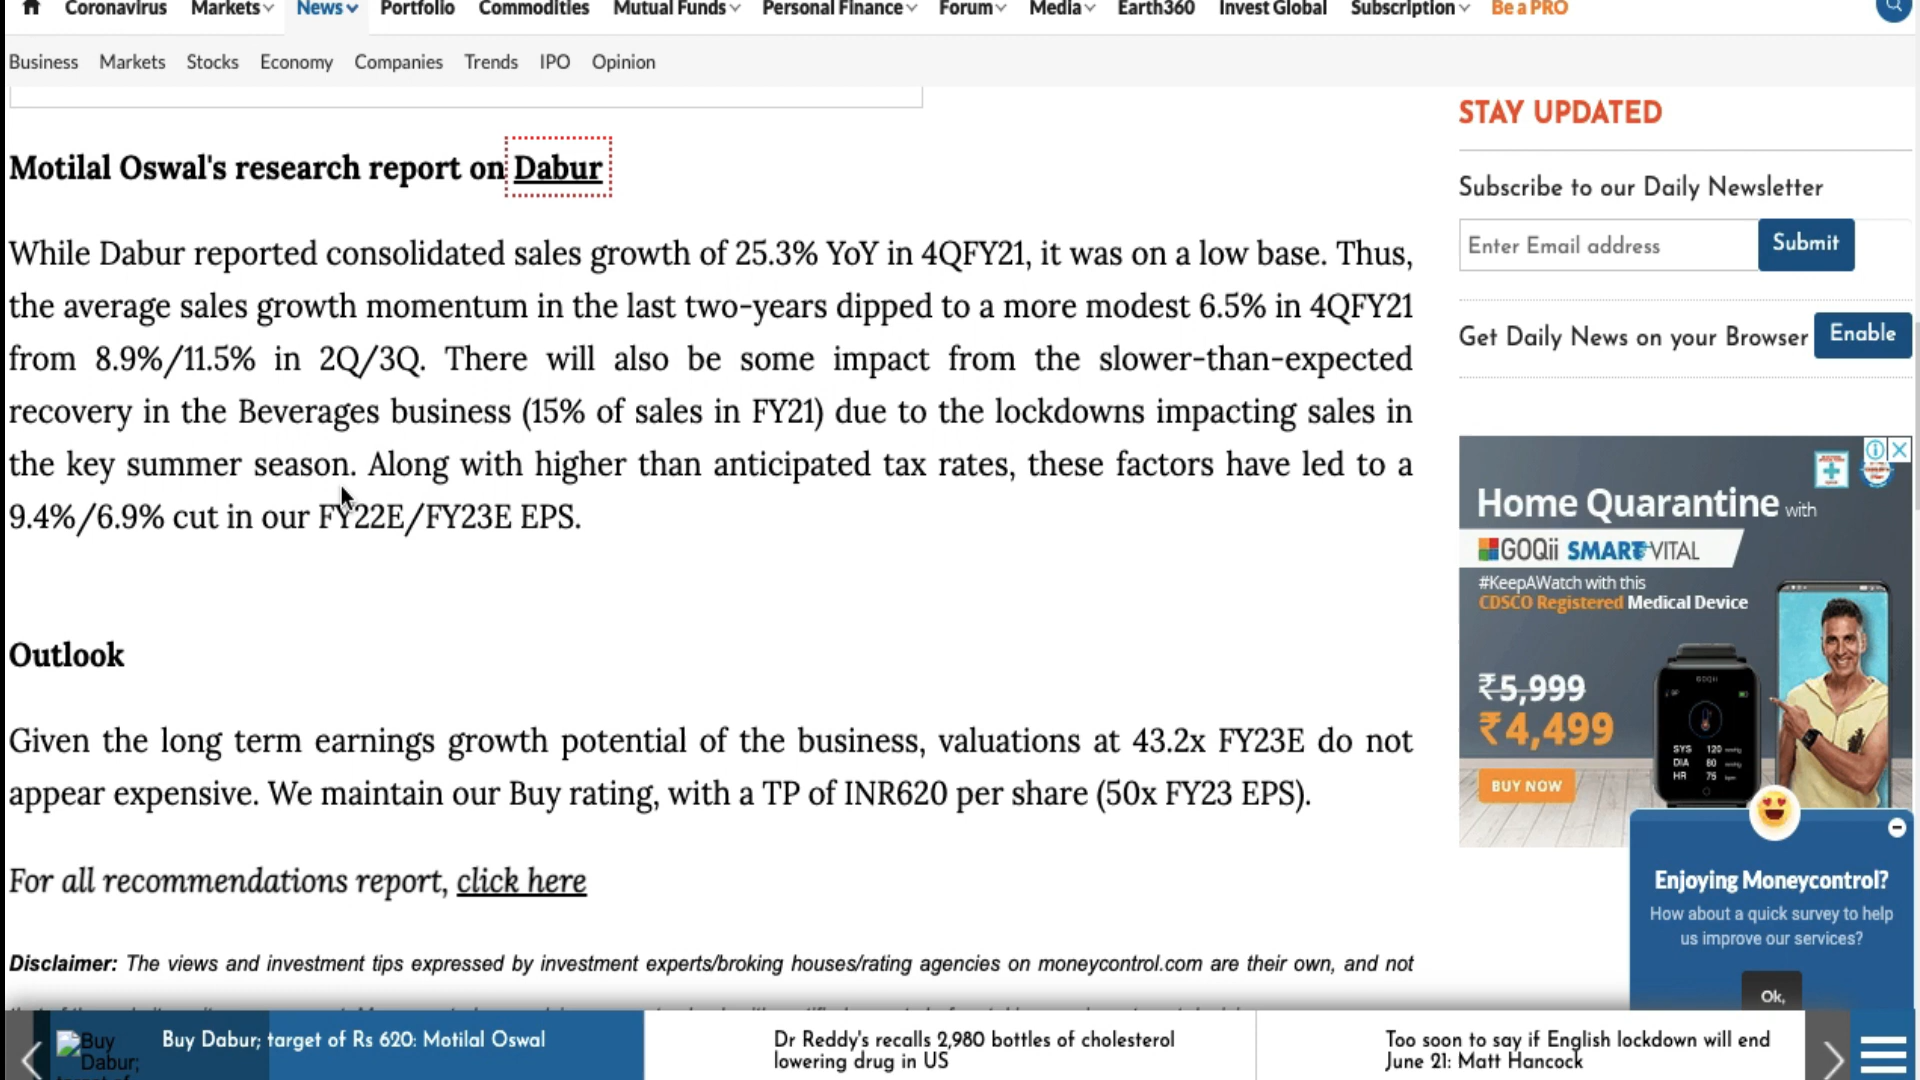 Coronavirus Markets News Portfolio Commodities Mutual Funds Personal Finance Forum Media Earth360 Invest Global Subscription Be a PRO
Business Markets Stocks Economy Companies Trends IPO Opinion
Motilal Oswal's research report on Dabur
While Dabur reported consolidated sales growth of 25.3% YoY in 4QFY21, it was on a low base. Thus,
the average sales growth momentum in the last two-years dipped to a more modest 6.5% in 4QFY21
from 8.9%/11.5% in 2Q/3Q. There will also be some impact from the slower-than-expected
recovery in the Beverages business (15% of sales in FY21) due to the lockdowns impacting sales in
the key summer season. Along with higher than anticipated tax rates, these factors have led to a
9.4%/6.9% cut in our FY22E/FY23E EPS.
Outlook
Given the long term earnings growth potential of the business, valuations at 43.2x FY23E do not
appear expensive. We maintain our Buy rating, with a TP of INR620 per share (50x FY23 EPS).
For all recommendations report, click here
Disclaimer: The views and investment tips expressed by investment experts/broking houses/rating agencies on moneycontrol.com are their own, and not
STAY UPDATED
Subscribe to our Daily Newsletter
Enter Email address Submit
Get Daily News on your Browser Enable
Home Quarantine with
GOQii SMART VITAL
#KeepAWatch with this
CDSCO Registered Medical Device
₹5,999
₹4,499
BUY NOW
GOQII
SYS 120 mmHg
DIA 80 mmHg
HR 75 bpm
Enjoying Moneycontrol?
How about a quick survey to help
us improve our services?
Ok,
Buy
Dabur;
Buy Dabur; target of Rs 620: Motilal Oswal
Dr Reddy's recalls 2,980 bottles of cholesterol
lowering drug in US
Too soon to say if English lockdown will end
June 21: Matt Hancock